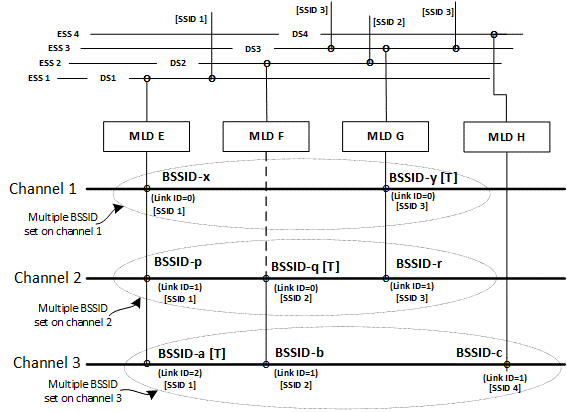 [SSID 3]
[SSID 3]
[SSID 1]
[SSID 2]
ESS 4
DS4
ESS 3
DS3
ESS 2
DS2
ESS 1
DS1
MLD E
MLD F
MLD G
MLD H
BSSID-x
BSSID-y [T]
Channel 1
(Link ID=0)
[SSID 1]
(Link ID=0)
[SSID 3]
Multiple BSSID
set on channel 1
BSSID-p
BSSID-q [T]
BSSID-r
Channel 2
(Link ID=1)
[SSID 1]
(Link ID=0)
[SSID 2]
(Link ID=1)
[SSID 3]
Multiple BSSID
set on channel 2
BSSID-a [T]
BSSID-b
BSSID-c
Channel 3
(Link ID=2)
[SSID 1]
(Link ID=1)
[SSID 2]
(Link ID=1)
[SSID 4]
Multiple BSSID
set on channel 3